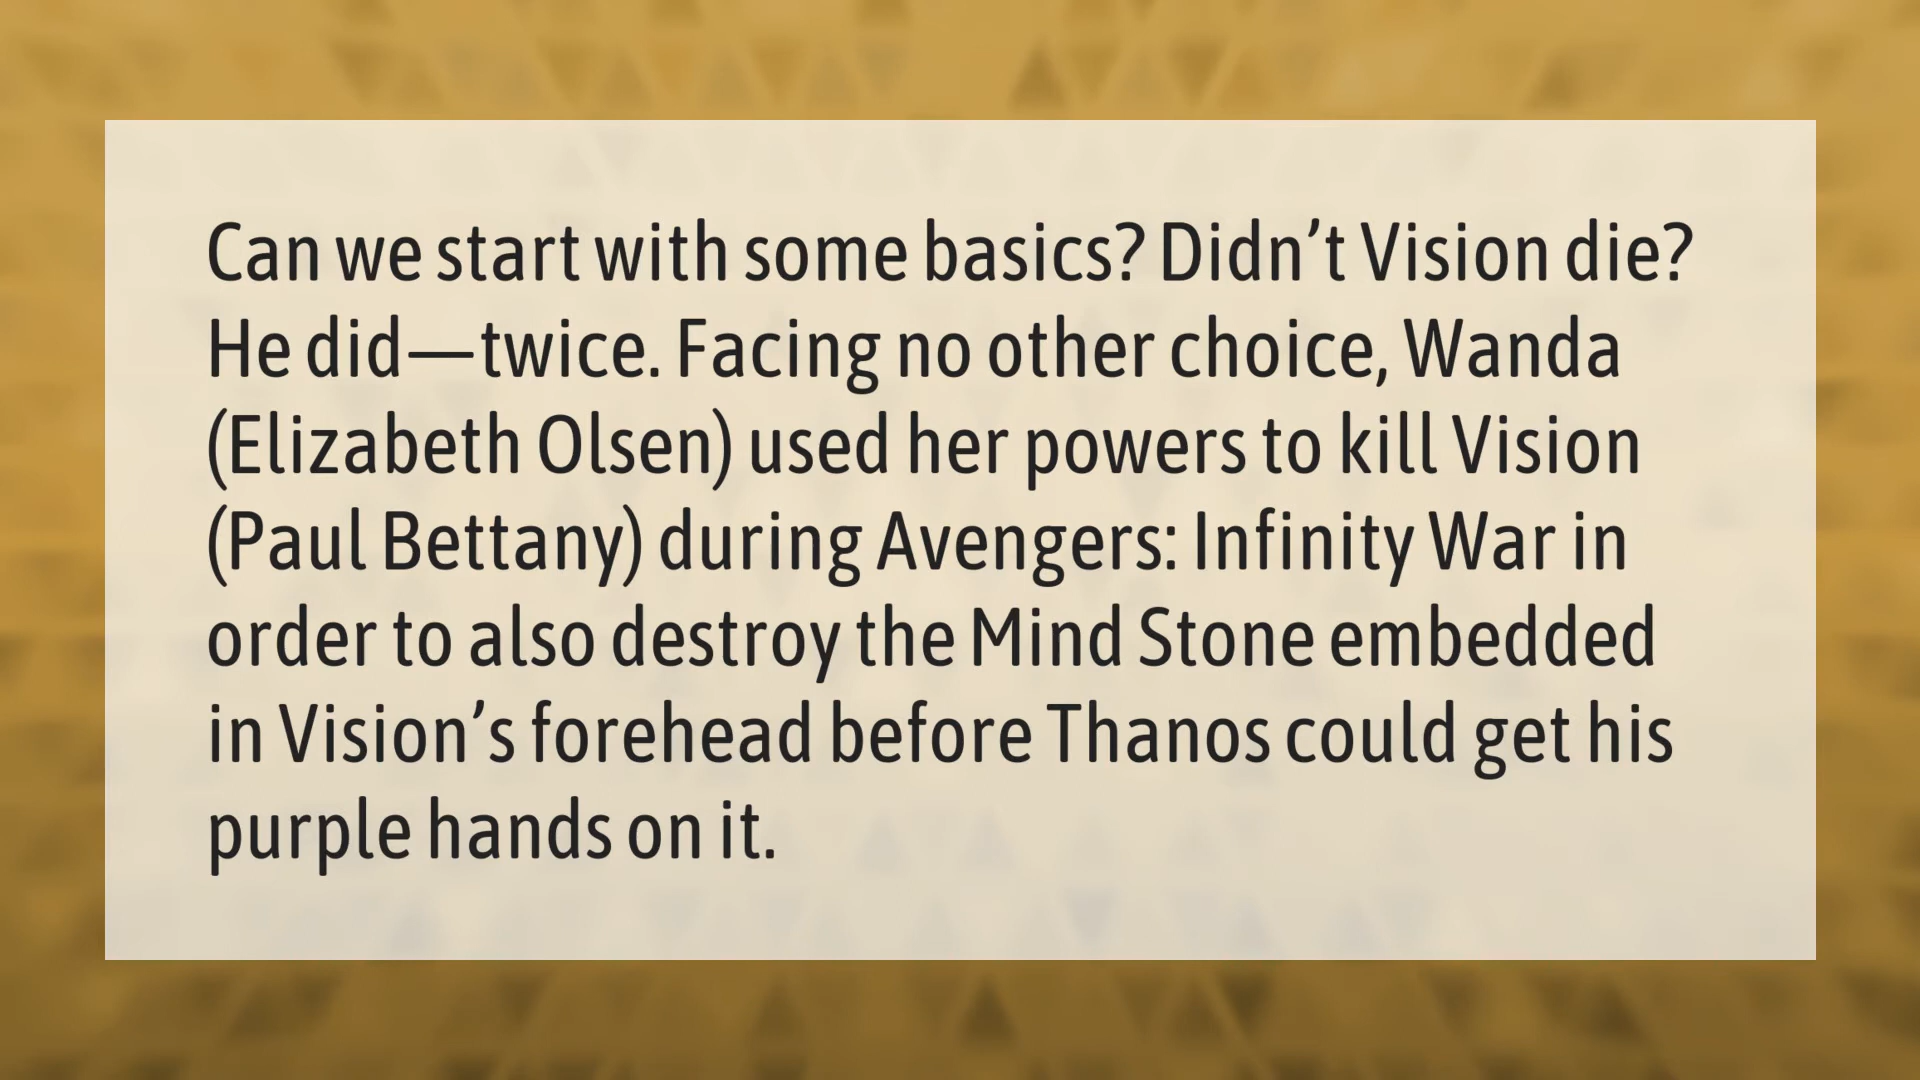 Can we start with some basics? Didn’t Vision die?
He did—twice. Facing no other choice, Wanda
(Elizabeth Olsen) used her powers to kill Vision
(Paul Bettany) during Avengers: Infinity War in
order to also destroy the Mind Stone embedded
in Vision’s forehead before Thanos could get his
purple hands on it.